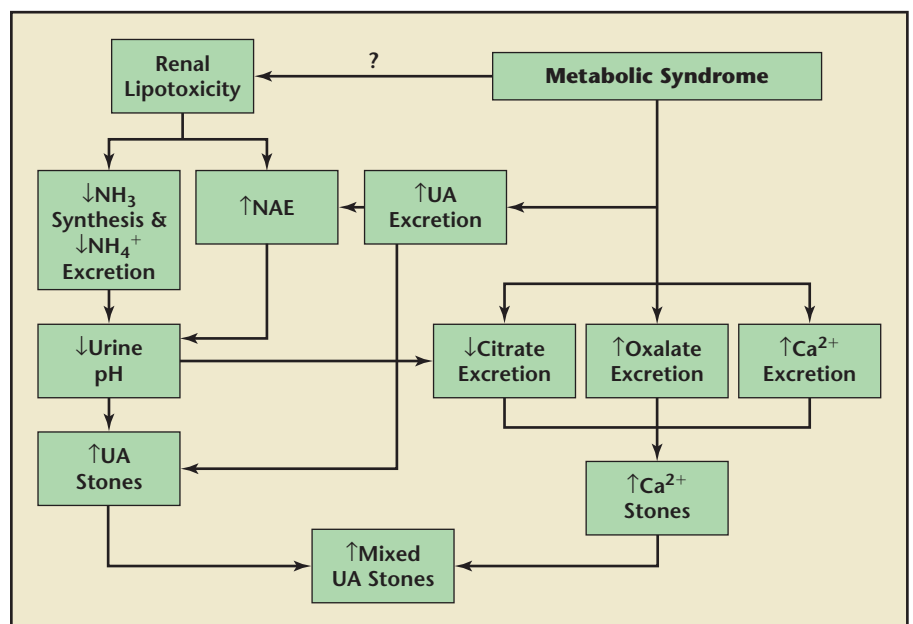 Renal
Lipotoxicity
?
Metabolic Syndrome
↓NH₃
Synthesis &
↓NH₄⁺
Excretion
↑NAE
↑UA
Excretion
↓Urine
pH
↓Citrate
Excretion
↑Oxalate
Excretion
↑Ca²⁺
Excretion
↑UA
Stones
↑Ca²⁺
Stones
↑Mixed
UA Stones